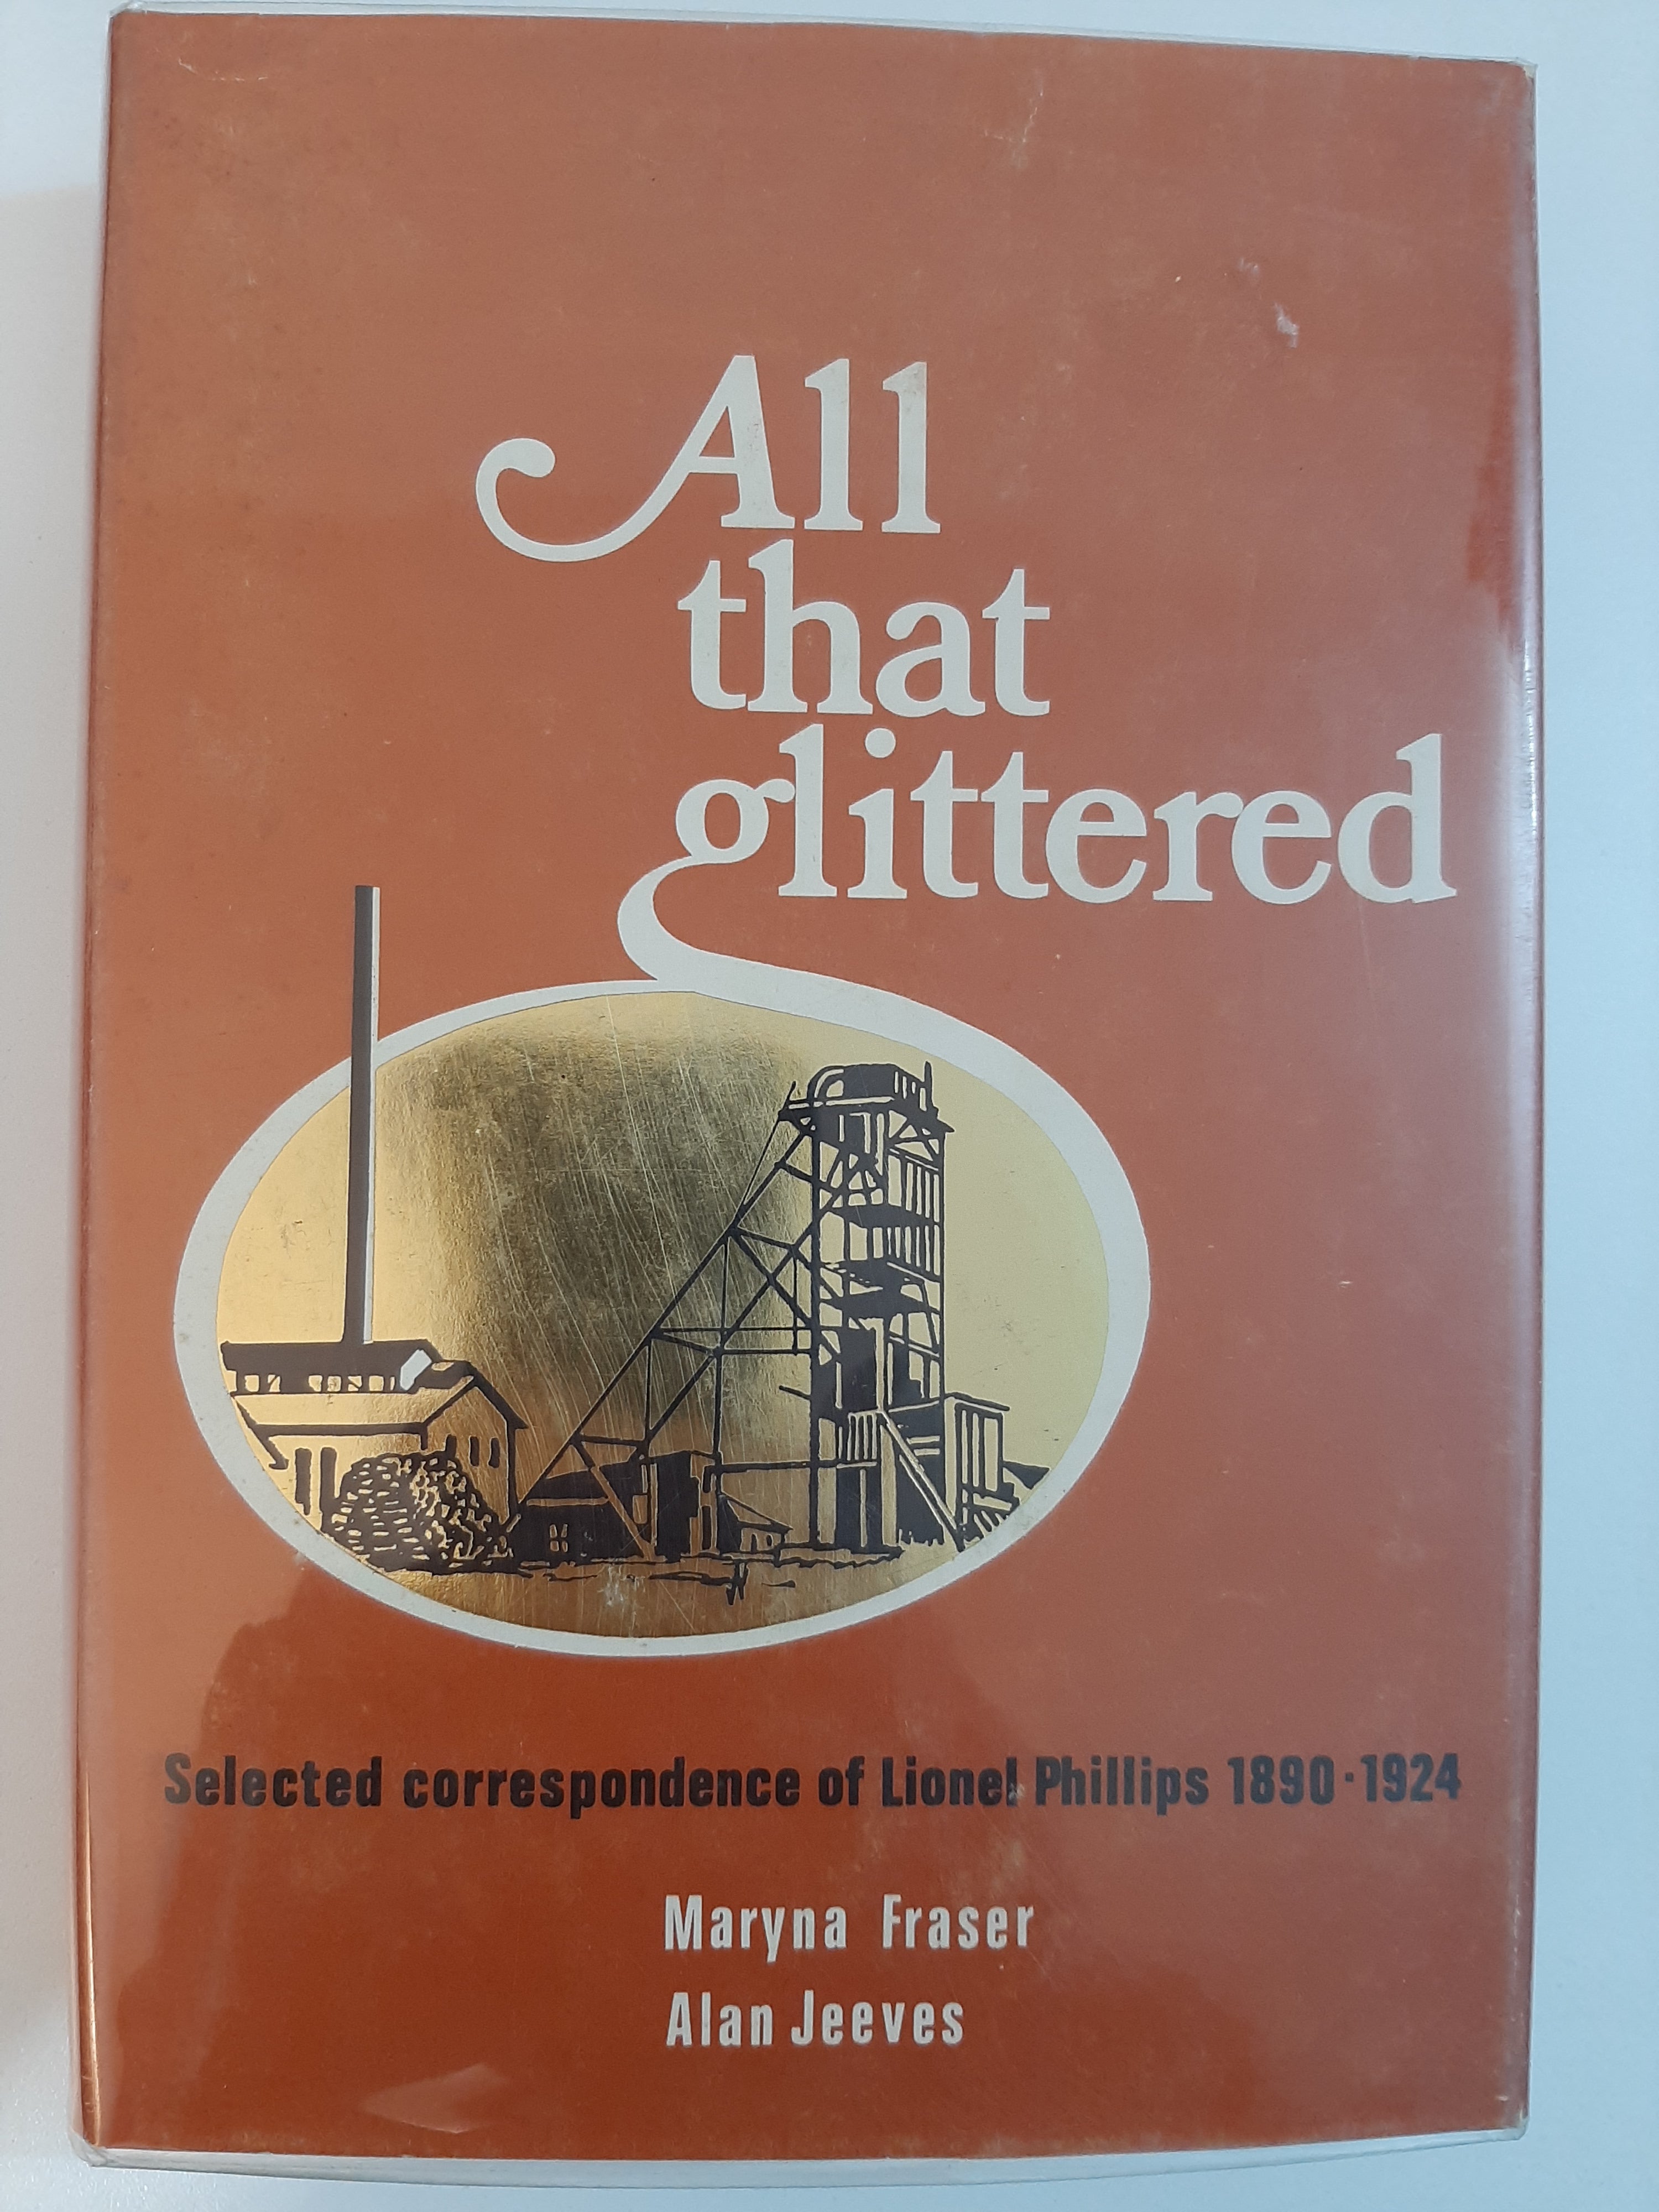 All
that
glittered
Selected correspondence of Lionel Phillips 1890·1924
Maryna Fraser
Alan Jeeves